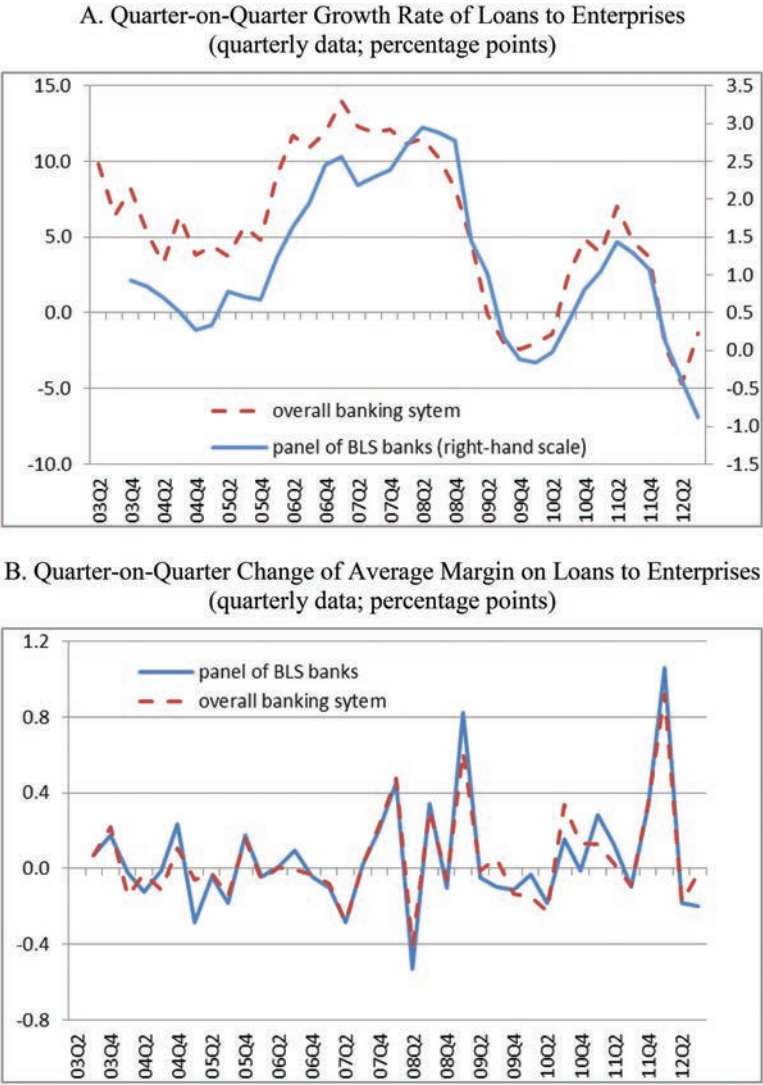 A. Quarter-on-Quarter Growth Rate of Loans to Enterprises
(quarterly data; percentage points)
15.0
10.0
5.0
0.0
-5.0
-10.0
3.5
3.0
2.5
2.0
1.5
1.0
0.5
0.0
-0.5
-1.0
-1.5
overall banking sytem
panel of BLS banks (right-hand scale)
03Q2
03Q4
04Q2
04Q4
05Q2
05Q4
06Q2
06Q4
07Q2
07Q4
08Q2
08Q4
09Q2
09Q4
10Q2
10Q4
11Q2
11Q4
12Q2
B. Quarter-on-Quarter Change of Average Margin on Loans to Enterprises
(quarterly data; percentage points)
1.2
0.8
0.4
0.0
-0.4
-0.8
panel of BLS banks
overall banking sytem
03Q2
03Q4
04Q2
04Q4
05Q2
05Q4
06Q2
06Q4
07Q2
07Q4
08Q2
08Q4
09Q2
09Q4
10Q2
10Q4
11Q2
11Q4
12Q2